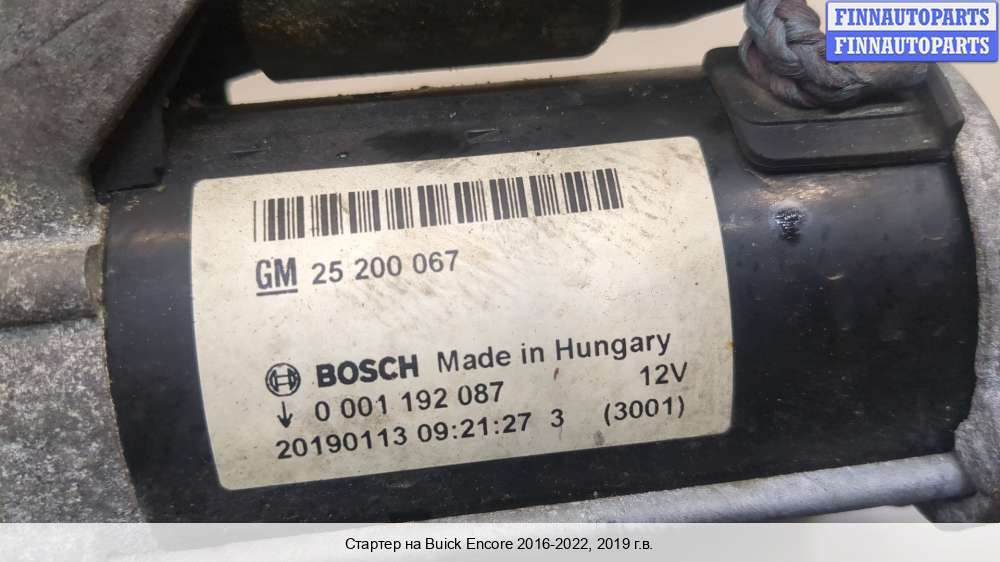 FINNAUTOPARTS
FINNAUTOPARTS
GM 25 200 067
BOSCH Made in Hungary
0 001 192 087 12V
20190113 09:21:27 3 (3001)
Стартер на Buick Encore 2016-2022, 2019 г.в.